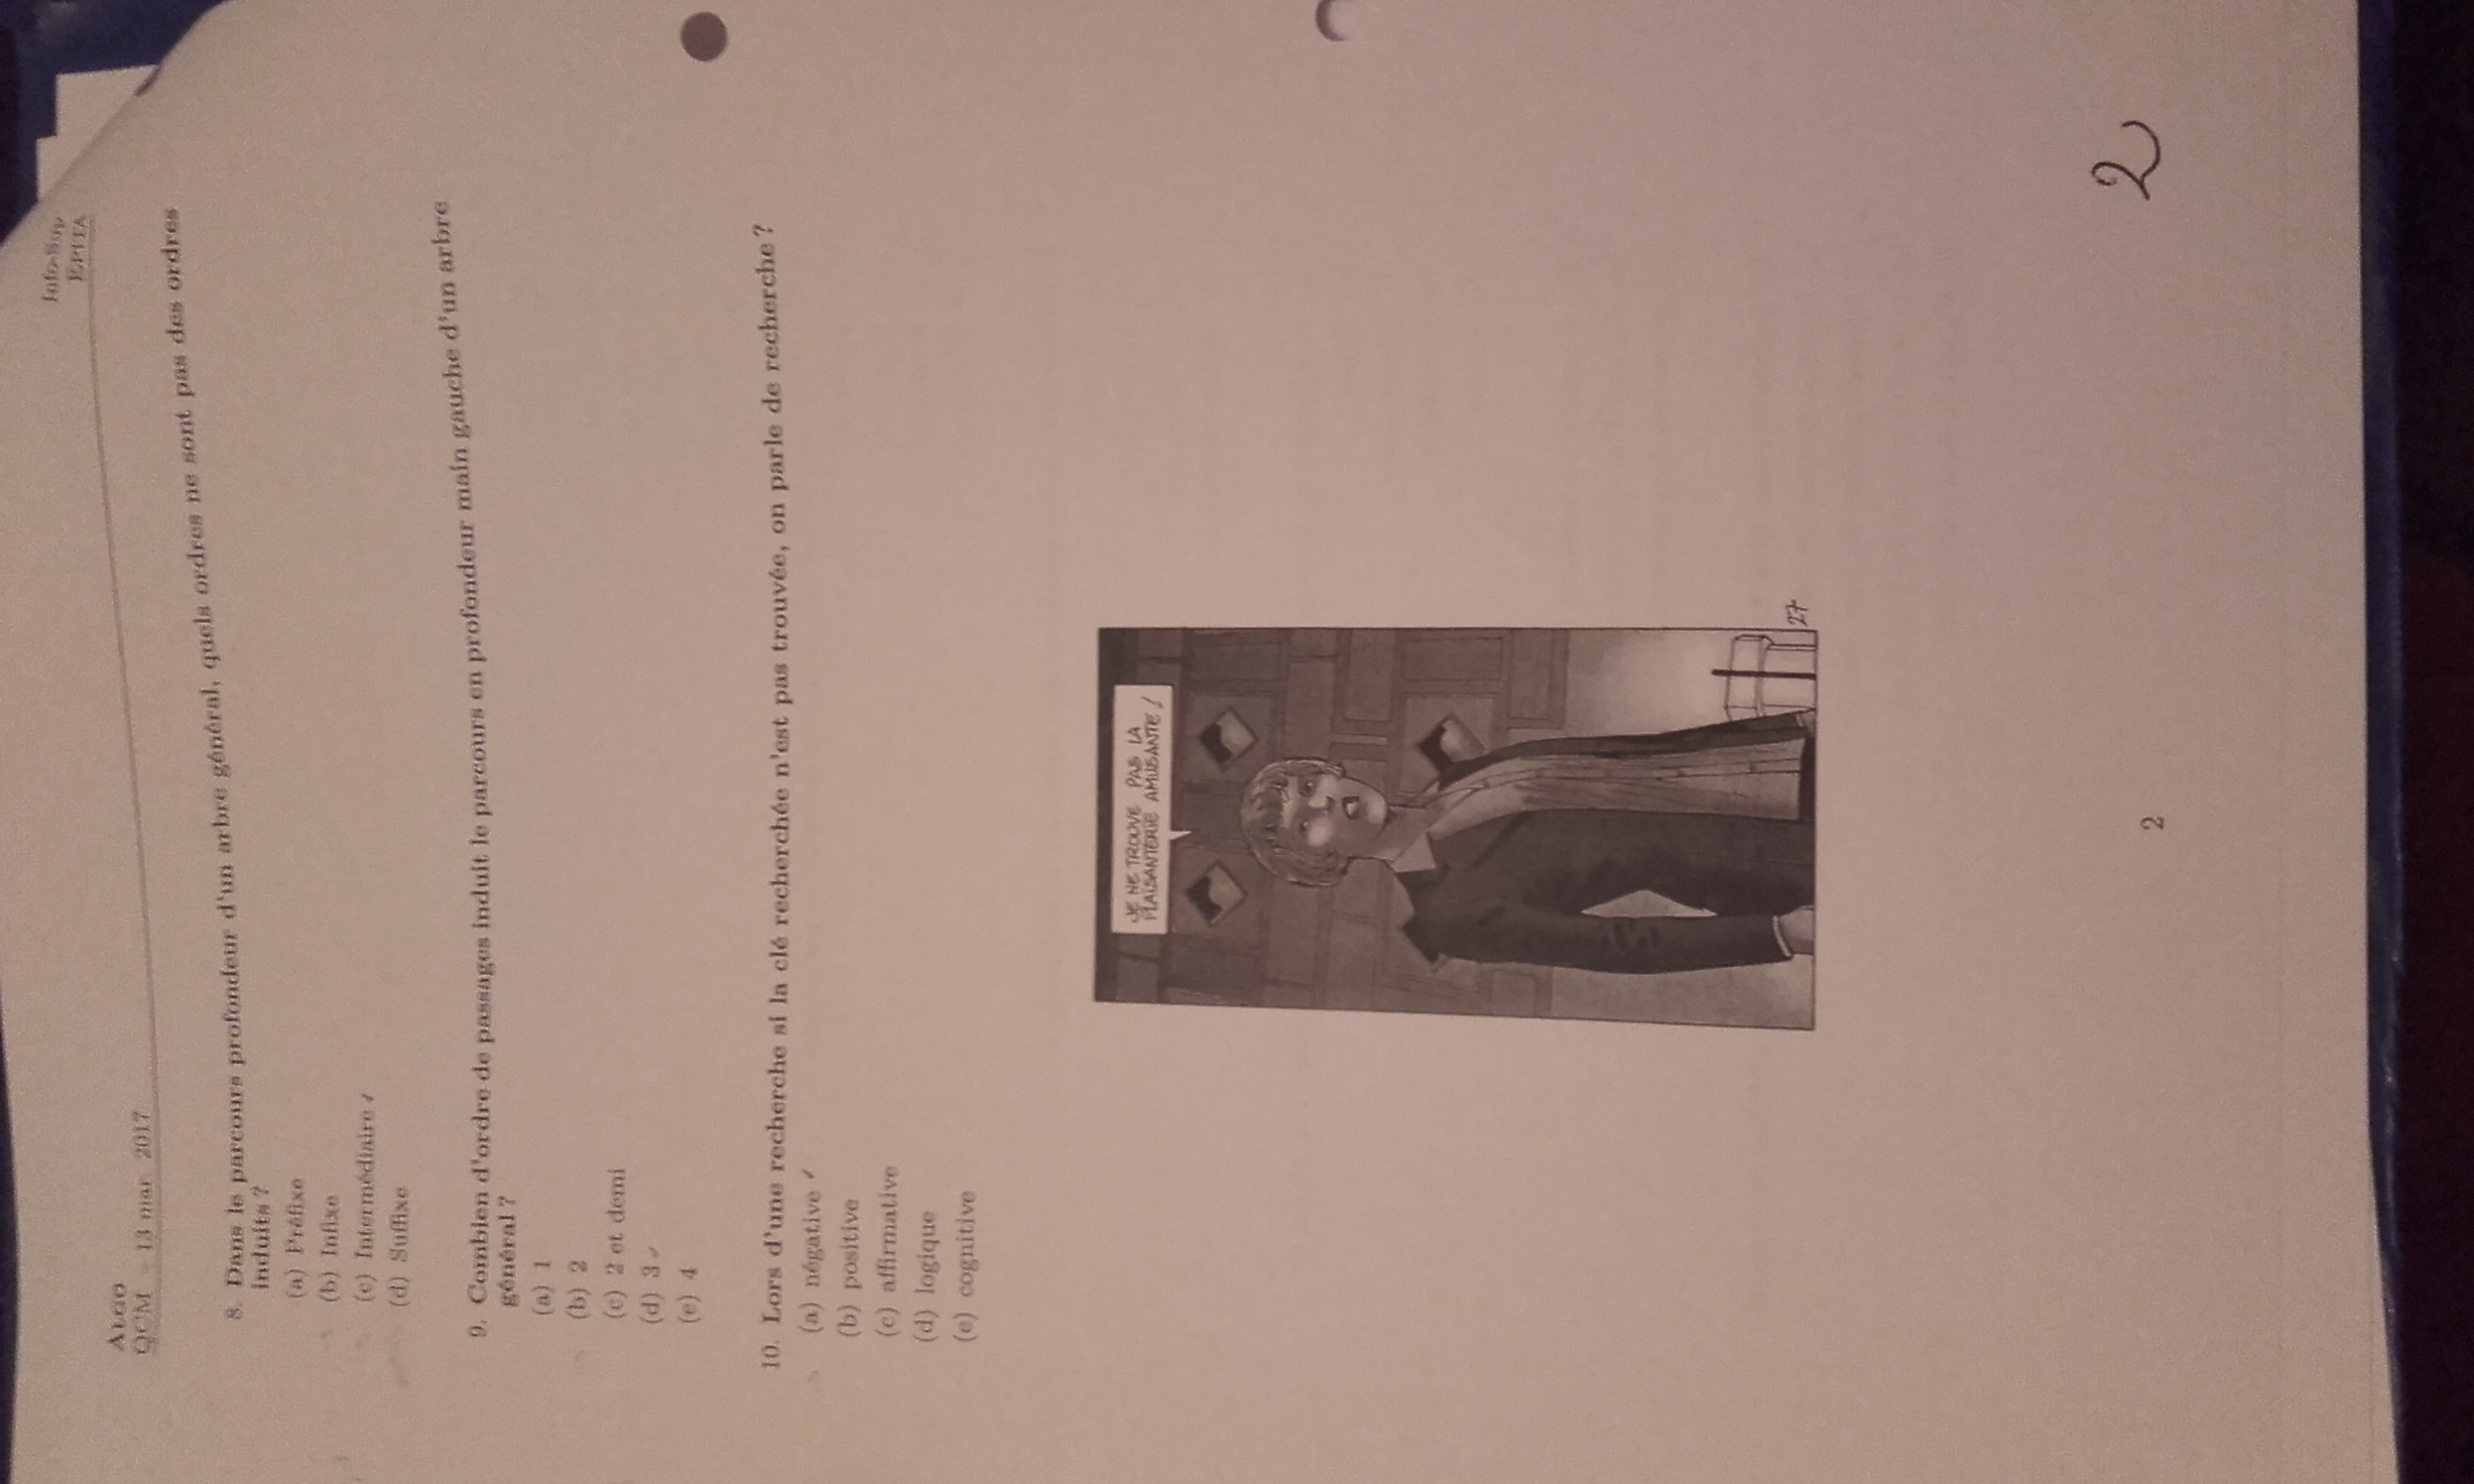 ALGO
QCM – 13 mar. 2017
Info-Sup
EPITA
8. Dans le parcours profondeur d'un arbre général, quels ordres ne sont pas des ordres
induits ?
(a) Préfixe
(b) Infixe
(c) Intermédiaire ✓
(d) Suffixe
9. Combien d'ordre de passages induit le parcours en profondeur main gauche d'un arbre
général ?
(a) 1
(b) 2
(c) 2 et demi
(d) 3 ✓
(e) 4
10. Lors d'une recherche si la clé recherchée n'est pas trouvée, on parle de recherche ?
(a) négative ✓
(b) positive
(c) affirmative
(d) logique
(e) cognitive
JE NE TROUVE PAS LA
PLAISANTERIE AMUSANTE !
27
2
2